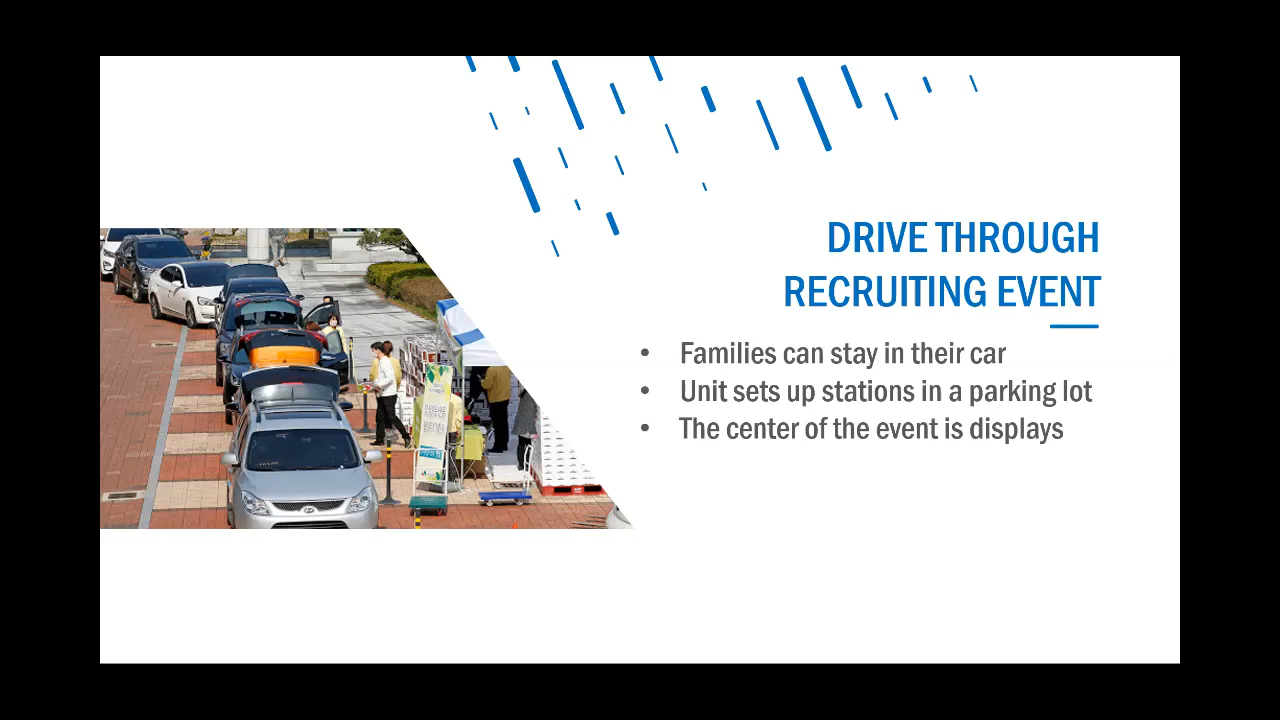 DRIVE THROUGH
RECRUITING EVENT
• Families can stay in their car
• Unit sets up stations in a parking lot
• The center of the event is displays